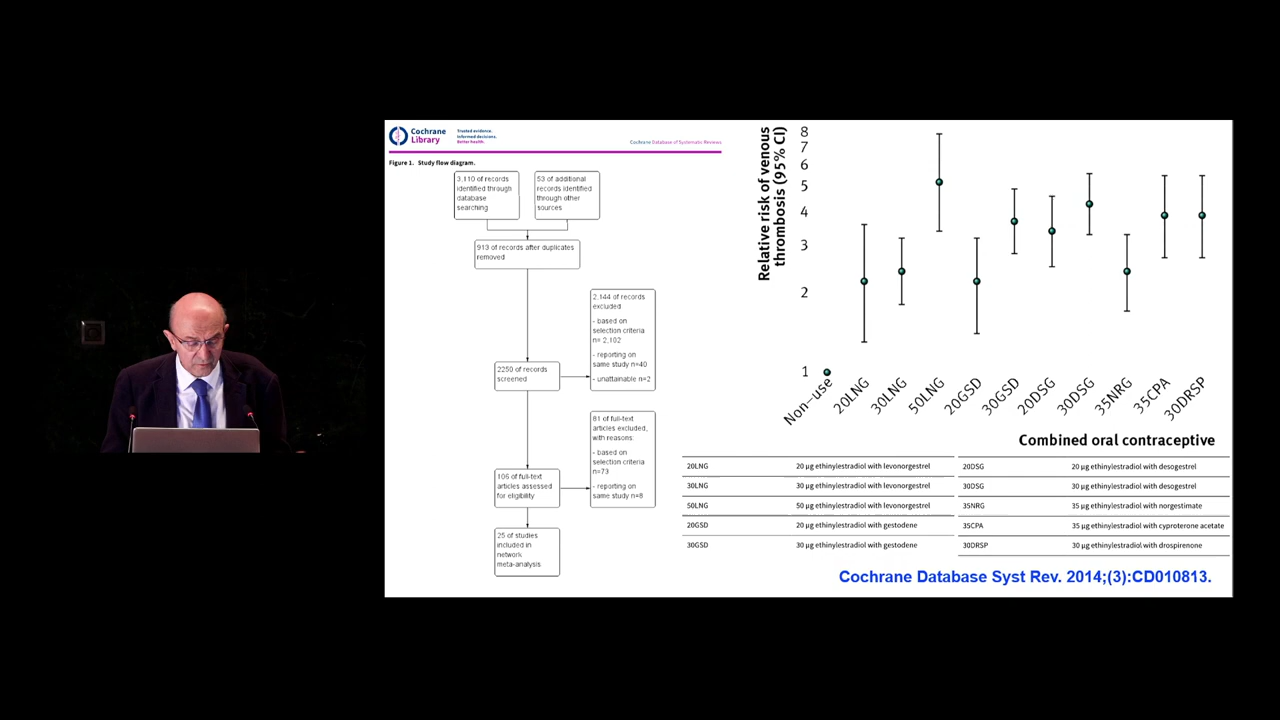 Cochrane
Library
Trusted evidence.
Informed decisions.
Better health.
Cochrane Database of Systematic Reviews
Figure 1. Study flow diagram.
3,110 of records
identified through
database
searching
53 of additional
records identified
through other
sources
913 of records after duplicates
removed
2,144 of records
excluded
- based on
selection criteria
n= 2,102
- reporting on
same study n=40
- unattainable n=2
2250 of records
screened
81 of full-text
articles excluded,
with reasons:
- based on
selection criteria
n=73
- reporting on
same study n=8
106 of full-text
articles assessed
for eligibility
25 of studies
included in
network
meta-analysis
Relative risk of venous
thrombosis (95% CI)
8
7
6
5
4
3
2
1
Non-use
20LNG
30LNG
50LNG
20GSD
30GSD
20DSG
30DSG
35NRG
35CPA
30DRSP
Combined oral contraceptive
20LNG 20 µg ethinylestradiol with levonorgestrel
30LNG 30 µg ethinylestradiol with levonorgestrel
50LNG 50 µg ethinylestradiol with levonorgestrel
20GSD 20 µg ethinylestradiol with gestodene
30GSD 30 µg ethinylestradiol with gestodene
20DSG 20 µg ethinylestradiol with desogestrel
30DSG 30 µg ethinylestradiol with desogestrel
35NRG 35 µg ethinylestradiol with norgestimate
35CPA 35 µg ethinylestradiol with cyproterone acetate
30DRSP 30 µg ethinylestradiol with drospirenone
Cochrane Database Syst Rev. 2014;(3):CD010813.